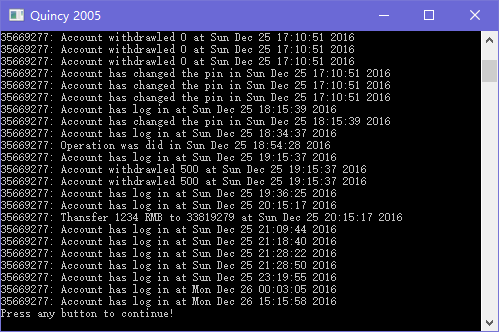 Quincy 2005
35669277: Account withdrawled 0 at Sun Dec 25 17:10:51 2016
35669277: Account withdrawled 0 at Sun Dec 25 17:10:51 2016
35669277: Account withdrawled 0 at Sun Dec 25 17:10:51 2016
35669277: Account has changed the pin in Sun Dec 25 17:10:51 2016
35669277: Account has changed the pin in Sun Dec 25 17:10:51 2016
35669277: Account has changed the pin in Sun Dec 25 17:10:51 2016
35669277: Account has log in at Sun Dec 25 18:15:39 2016
35669277: Account has changed the pin in Sun Dec 25 18:15:39 2016
35669277: Account has log in at Sun Dec 25 18:34:37 2016
35669277: Operation was did in Sun Dec 25 18:54:28 2016
35669277: Account has log in at Sun Dec 25 19:15:37 2016
35669277: Account withdrawled 500 at Sun Dec 25 19:15:37 2016
35669277: Account withdrawled 500 at Sun Dec 25 19:15:37 2016
35669277: Account has log in at Sun Dec 25 19:36:25 2016
35669277: Account has log in at Sun Dec 25 20:15:17 2016
35669277: Thansfer 1234 RMB to 33819279 at Sun Dec 25 20:15:17 2016
35669277: Account has log in at Sun Dec 25 21:09:44 2016
35669277: Account has log in at Sun Dec 25 21:18:40 2016
35669277: Account has log in at Sun Dec 25 21:28:22 2016
35669277: Account has log in at Sun Dec 25 21:28:50 2016
35669277: Account has log in at Sun Dec 25 23:19:55 2016
35669277: Account has log in at Mon Dec 26 00:03:05 2016
35669277: Account has log in at Mon Dec 26 15:15:58 2016
Press any button to continue!